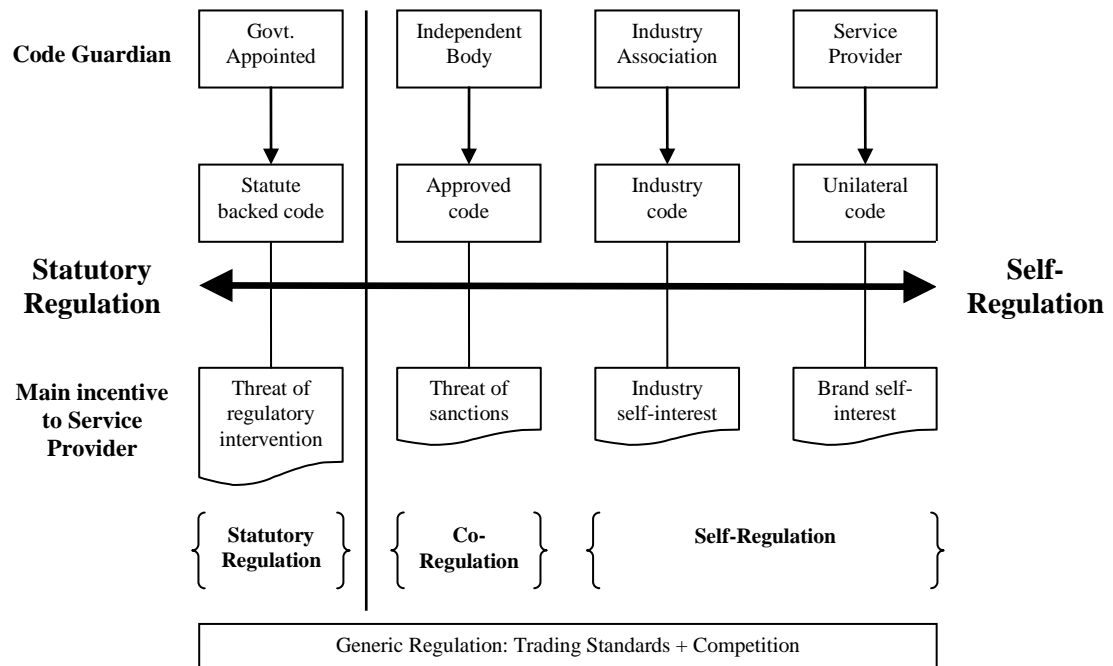 Code Guardian
Govt.
Appointed
Independent
Body
Industry
Association
Service
Provider
Statute
backed code
Approved
code
Industry
code
Unilateral
code
Statutory
Regulation
Self-
Regulation
Main incentive
to Service
Provider
Threat of
regulatory
intervention
Threat of
sanctions
Industry
self-interest
Brand self-
interest
Statutory
Regulation
Co-
Regulation
Self-Regulation
Generic Regulation: Trading Standards + Competition